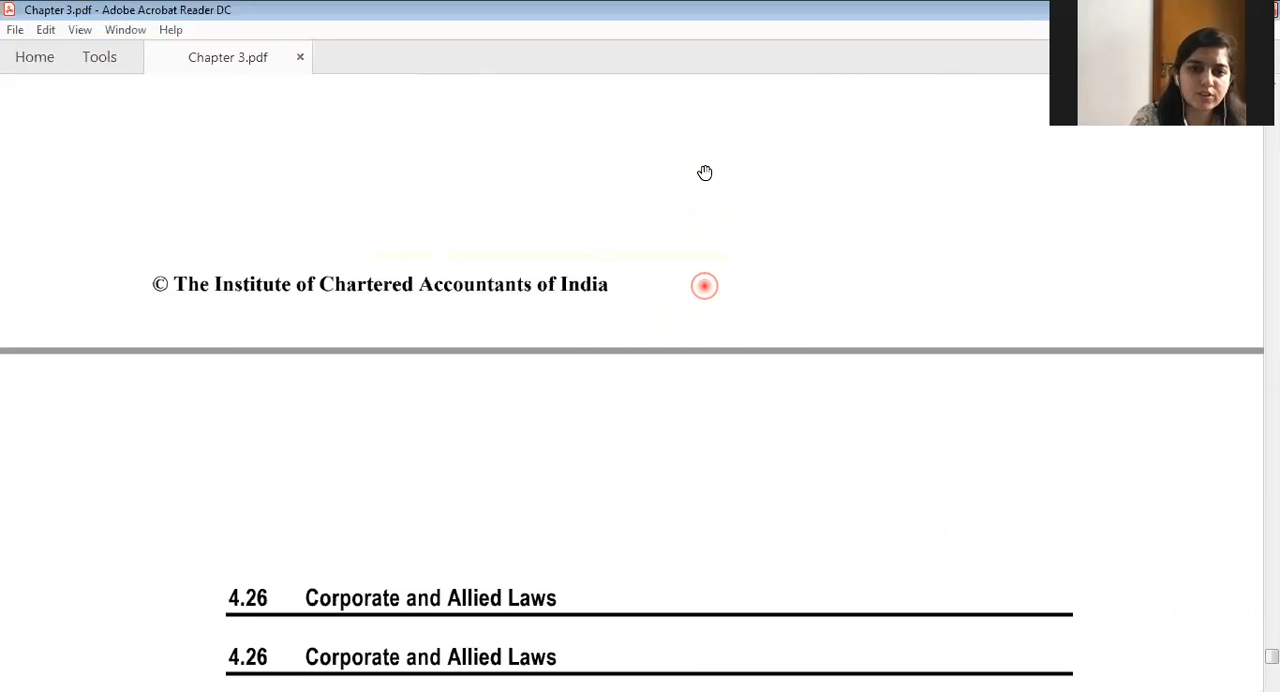 Chapter 3.pdf - Adobe Acrobat Reader DC
File Edit View Window Help
Home Tools Chapter 3.pdf ×
© The Institute of Chartered Accountants of India
4.26 Corporate and Allied Laws
4.26 Corporate and Allied Laws